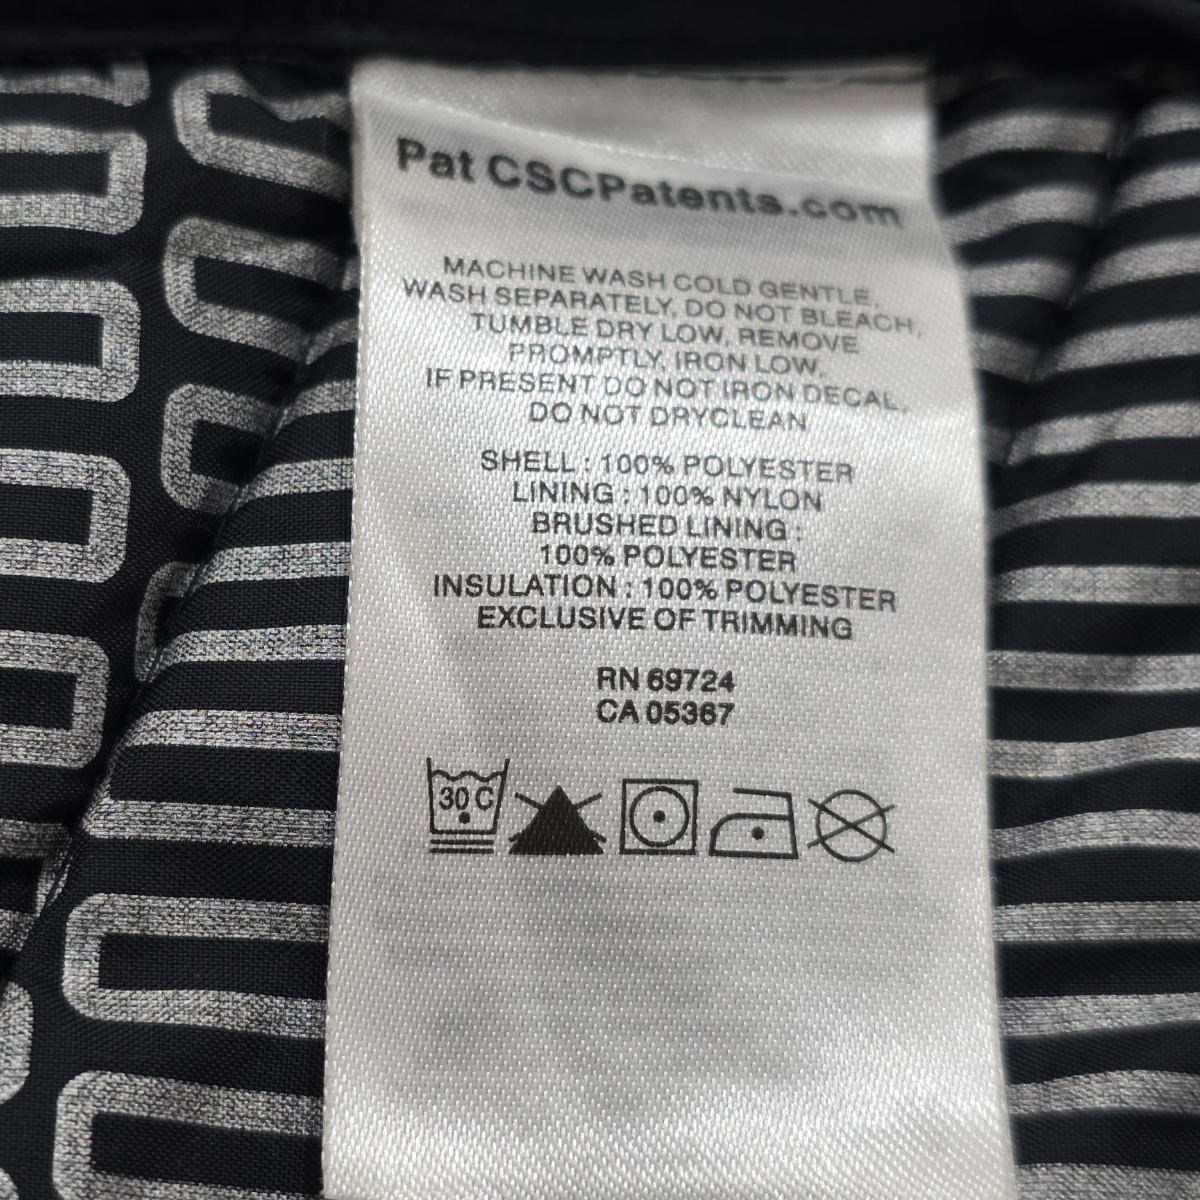 Pat CSCPatents.com
MACHINE WASH COLD GENTLE,
WASH SEPARATELY, DO NOT BLEACH,
TUMBLE DRY LOW, REMOVE
PROMPTLY, IRON LOW,
IF PRESENT DO NOT IRON DECAL,
DO NOT DRYCLEAN
SHELL : 100% POLYESTER
LINING : 100% NYLON
BRUSHED LINING :
100% POLYESTER
INSULATION : 100% POLYESTER
EXCLUSIVE OF TRIMMING
RN 69724
CA 05367
30 C